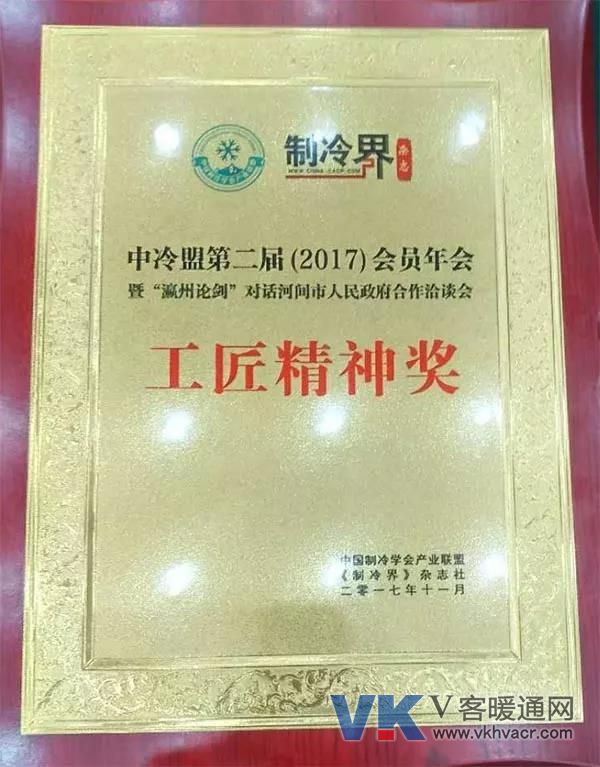 制冷界
杂志
WWW.CHINA-CACP.COM
中冷盟第二届(2017)会员年会
暨“瀛州论剑”对话河间市人民政府合作洽谈会
工匠精神奖
中国制冷学会产业联盟
《制冷界》杂志社
二零一七年十一月
VK V客暖通网
www.vkhvacr.com